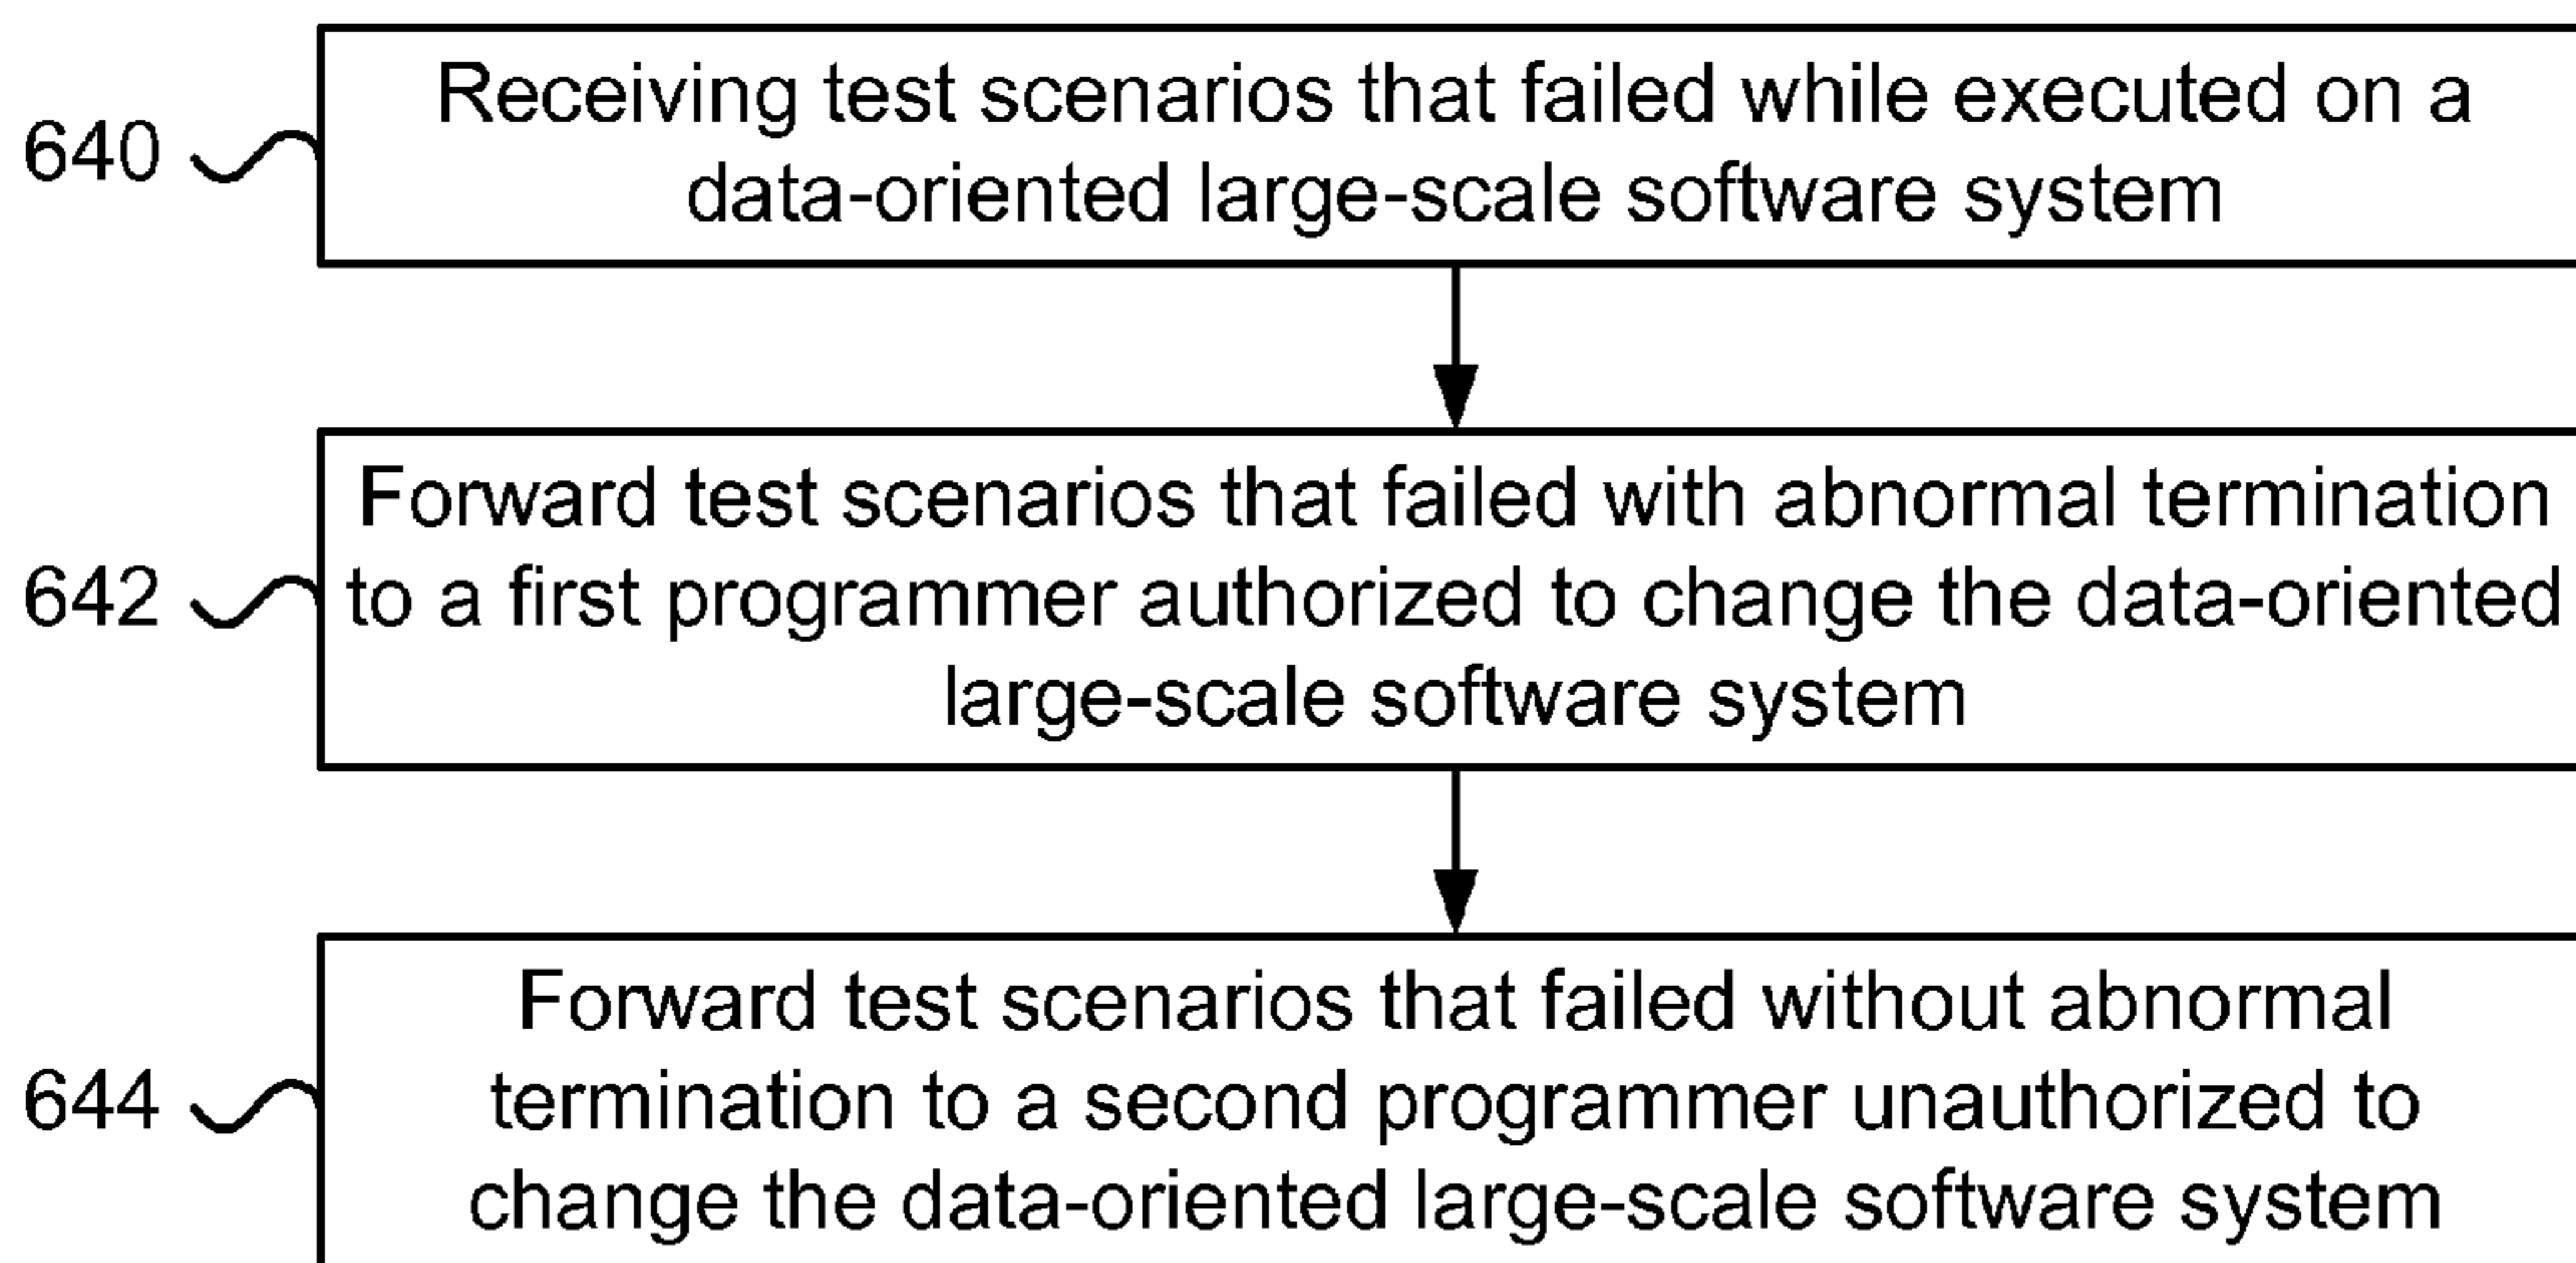 640
Receiving test scenarios that failed while executed on a
data-oriented large-scale software system
642
Forward test scenarios that failed with abnormal termination
to a first programmer authorized to change the data-oriented
large-scale software system
644
Forward test scenarios that failed without abnormal
termination to a second programmer unauthorized to
change the data-oriented large-scale software system